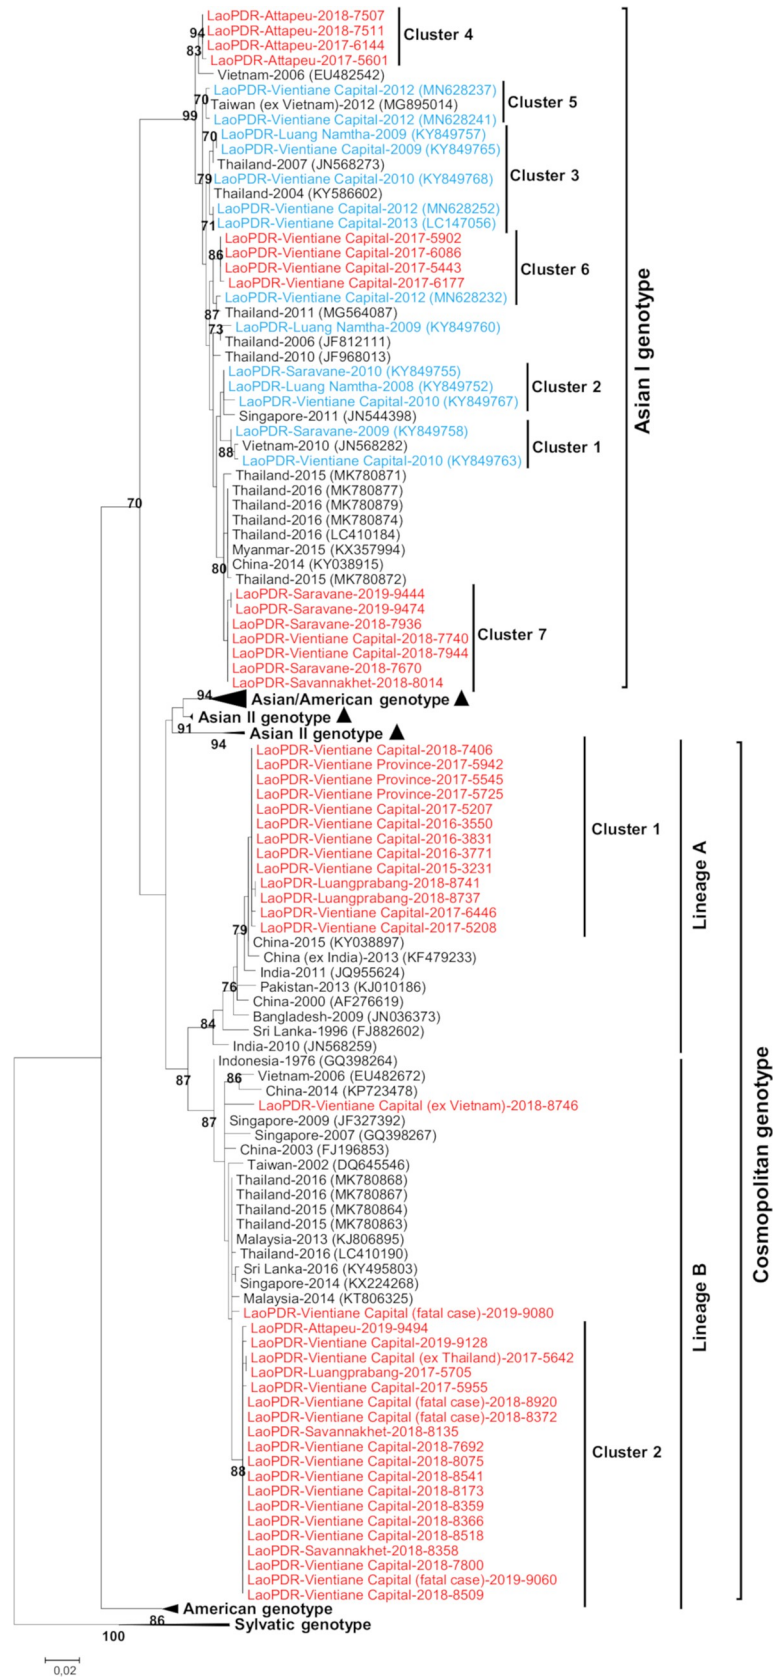 LaoPDR-Attapeu-2018-7507
94 LaoPDR-Attapeu-2018-7511
Cluster 4
LaoPDR-Attapeu-2017-6144
83
LaoPDR-Attapeu-2017-5601
Vietnam-2006 (EU482542)
LaoPDR-Vientiane Capital-2012 (MN628237)
70 Taiwan (ex Vietnam)-2012 (MG895014)
Cluster 5
99 LaoPDR-Vientiane Capital-2012 (MN628241)
70 LaoPDR-Luang Namtha-2009 (KY849757)
LaoPDR-Vientiane Capital-2009 (KY849765)
Thailand-2007 (JN568273)
79 LaoPDR-Vientiane Capital-2010 (KY849768)
Cluster 3
Thailand-2004 (KY586602)
LaoPDR-Vientiane Capital-2012 (MN628252)
71 LaoPDR-Vientiane Capital-2013 (LC147056)
LaoPDR-Vientiane Capital-2017-5902
86 LaoPDR-Vientiane Capital-2017-6086
LaoPDR-Vientiane Capital-2017-5443
Cluster 6
LaoPDR-Vientiane Capital-2017-6177
LaoPDR-Vientiane Capital-2012 (MN628232)
87 Thailand-2011 (MG564087)
73 LaoPDR-Luang Namtha-2009 (KY849760)
Thailand-2006 (JF812111)
Thailand-2010 (JF968013)
LaoPDR-Saravane-2010 (KY849755)
LaoPDR-Luang Namtha-2008 (KY849752)
Cluster 2
LaoPDR-Vientiane Capital-2010 (KY849767)
Singapore-2011 (JN544398)
LaoPDR-Saravane-2009 (KY849758)
Vietnam-2010 (JN568282)
Cluster 1
88 LaoPDR-Vientiane Capital-2010 (KY849763)
Thailand-2015 (MK780871)
Thailand-2016 (MK780877)
Thailand-2016 (MK780879)
70
Thailand-2016 (MK780874)
Thailand-2016 (LC410184)
Myanmar-2015 (KX357994)
China-2014 (KY038915)
80
Thailand-2015 (MK780872)
LaoPDR-Saravane-2019-9444
LaoPDR-Saravane-2019-9474
LaoPDR-Saravane-2018-7936
LaoPDR-Vientiane Capital-2018-7740
Cluster 7
LaoPDR-Vientiane Capital-2018-7944
LaoPDR-Saravane-2018-7670
LaoPDR-Savannakhet-2018-8014
Asian I genotype
94 Asian/American genotype
Asian II genotype
91
Asian II genotype
94
LaoPDR-Vientiane Capital-2018-7406
LaoPDR-Vientiane Province-2017-5942
LaoPDR-Vientiane Province-2017-5545
LaoPDR-Vientiane Province-2017-5725
LaoPDR-Vientiane Capital-2017-5207
LaoPDR-Vientiane Capital-2016-3550
Cluster 1
LaoPDR-Vientiane Capital-2016-3831
LaoPDR-Vientiane Capital-2016-3771
LaoPDR-Vientiane Capital-2015-3231
LaoPDR-Luangprabang-2018-8741
LaoPDR-Luangprabang-2018-8737
LaoPDR-Vientiane Capital-2017-6446
79 LaoPDR-Vientiane Capital-2017-5208
China-2015 (KY038897)
China (ex India)-2013 (KF479233)
India-2011 (JQ955624)
76 Pakistan-2013 (KJ010186)
China-2000 (AF276619)
Bangladesh-2009 (JN036373)
84
Sri Lanka-1996 (FJ882602)
India-2010 (JN568259)
Lineage A
Indonesia-1976 (GQ398264)
87 86 Vietnam-2006 (EU482672)
China-2014 (KP723478)
LaoPDR-Vientiane Capital (ex Vietnam)-2018-8746
87 Singapore-2009 (JF327392)
Singapore-2007 (GQ398267)
China-2003 (FJ196853)
Taiwan-2002 (DQ645546)
Thailand-2016 (MK780868)
Thailand-2016 (MK780867)
Thailand-2015 (MK780864)
Thailand-2015 (MK780863)
Malaysia-2013 (KJ806895)
Thailand-2016 (LC410190)
Sri Lanka-2016 (KY495803)
Singapore-2014 (KX224268)
Malaysia-2014 (KT806325)
LaoPDR-Vientiane Capital (fatal case)-2019-9080
LaoPDR-Attapeu-2019-9494
LaoPDR-Vientiane Capital-2019-9128
LaoPDR-Vientiane Capital (ex Thailand)-2017-5642
LaoPDR-Luangprabang-2017-5705
LaoPDR-Vientiane Capital-2017-5955
LaoPDR-Vientiane Capital (fatal case)-2018-8920
LaoPDR-Vientiane Capital (fatal case)-2018-8372
LaoPDR-Savannakhet-2018-8135
LaoPDR-Vientiane Capital-2018-7692
Cluster 2
LaoPDR-Vientiane Capital-2018-8075
88
LaoPDR-Vientiane Capital-2018-8541
LaoPDR-Vientiane Capital-2018-8173
LaoPDR-Vientiane Capital-2018-8359
LaoPDR-Vientiane Capital-2018-8366
LaoPDR-Vientiane Capital-2018-8518
LaoPDR-Savannakhet-2018-8358
LaoPDR-Vientiane Capital-2018-7800
LaoPDR-Vientiane Capital (fatal case)-2019-9060
LaoPDR-Vientiane Capital-2018-8509
Lineage B
Cosmopolitan genotype
American genotype
86
Sylvatic genotype
100
0,02